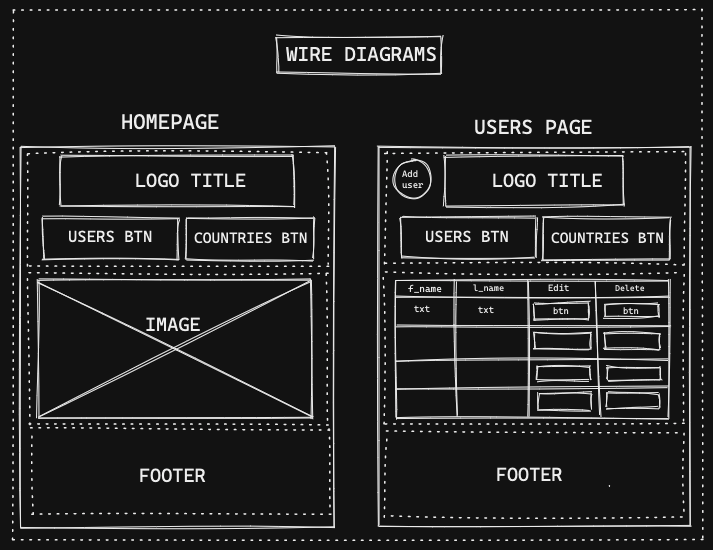 WIRE DIAGRAMS
HOMEPAGE
LOGO TITLE
USERS BTN
COUNTRIES BTN
IMAGE
FOOTER
USERS PAGE
Add
user
LOGO TITLE
USERS BTN
COUNTRIES BTN
f_name l_name Edit Delete
txt txt btn btn
FOOTER